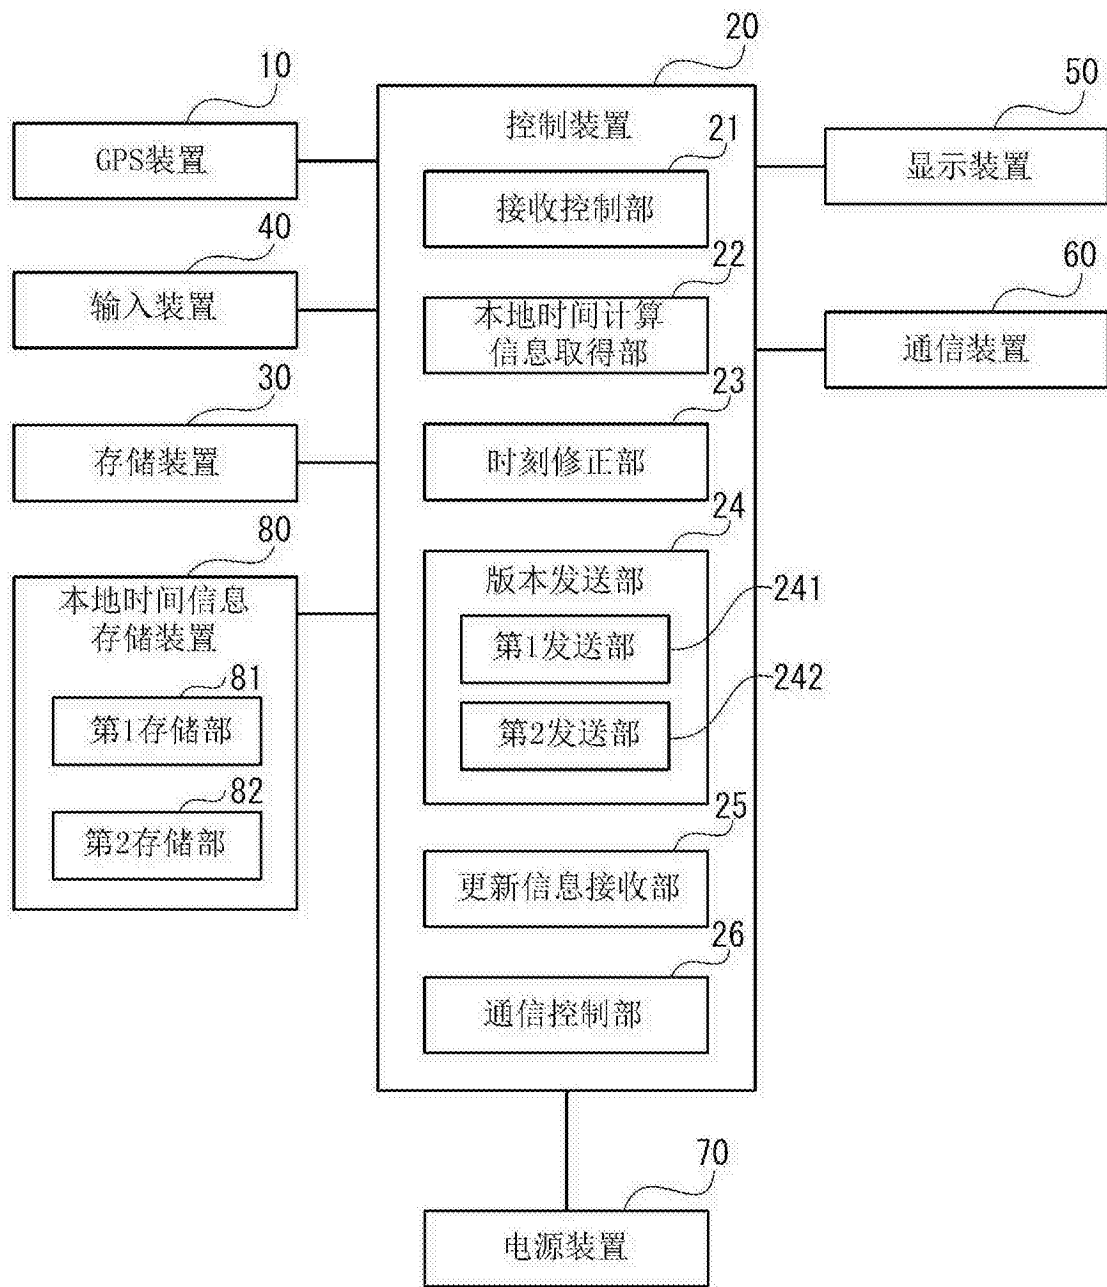 20
10
50
控制装置
21
GPS装置
显示装置
接收控制部
40
22
60
输入装置
本地时间计算
信息取得部
通信装置
30
23
存储装置
时刻修正部
80
24
本地时间信息
存储装置
版本发送部
241
第1发送部
81
242
第1存储部
第2发送部
82
第2存储部
25
更新信息接收部
26
通信控制部
70
电源装置